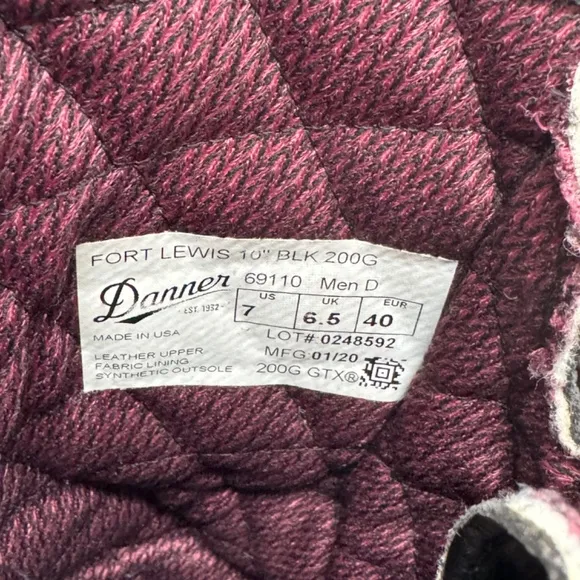 FORT LEWIS 10" BLK 200G
Danner 69110 Men D
EST. 1932
US UK EUR
7 6.5 40
MADE IN USA LOT# 0248592
LEATHER UPPER MFG 01/20
FABRIC LINING 200G GTX®
SYNTHETIC OUTSOLE